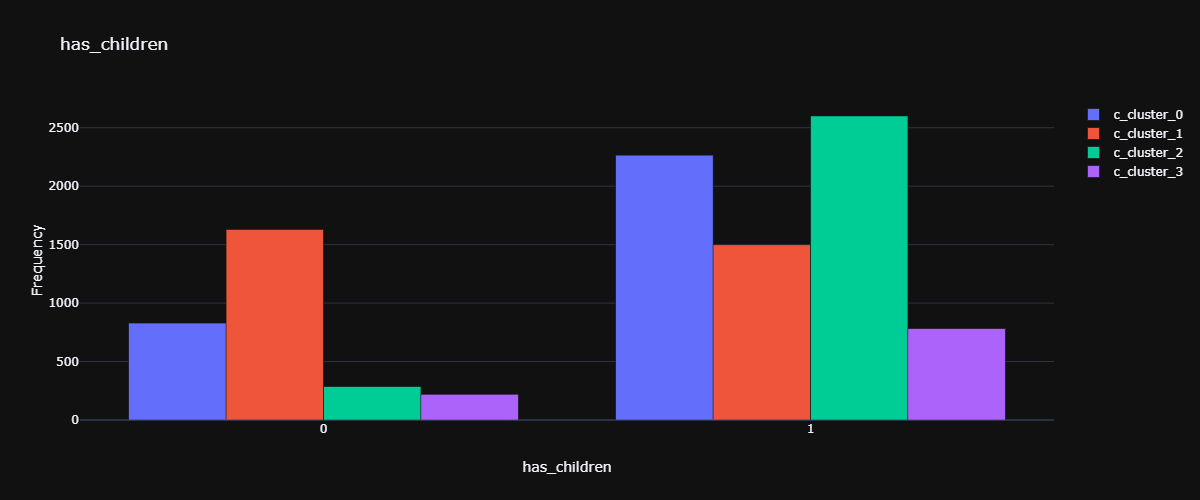 has_children
c_cluster_0
c_cluster_1
c_cluster_2
c_cluster_3
2500
2000
1500
1000
500
0
Frequency
0
1
has_children